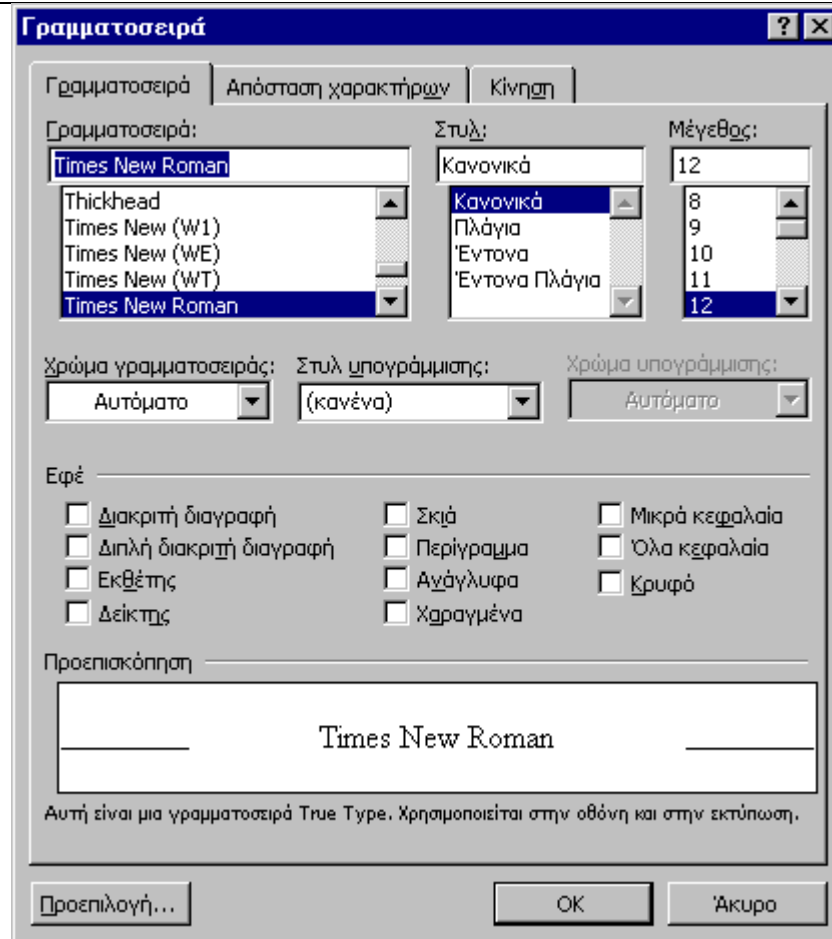 Γραμματοσειρά
Γραμματοσειρά Απόσταση χαρακτήρων Κίνηση
Γραμματοσειρά: Στυλ: Μέγεθος:
Times New Roman Κανονικά 12
Thickhead Κανονικά 8
Times New (W1) Πλάγια 9
Times New (WE) Έντονα 10
Times New (WT) Έντονα Πλάγια 11
Times New Roman 12
Χρώμα γραμματοσειράς: Στυλ υπογράμμισης: Χρώμα υπογράμμισης:
Αυτόματο (κανένα) Αυτόματο
Εφέ
Διακριτή διαγραφή Σκιά Μικρά κεφαλαία
Διπλή διακριτή διαγραφή Περίγραμμα Όλα κεφαλαία
Εκθέτης Ανάγλυφα Κρυφό
Δείκτης Χαραγμένα
Προεπισκόπηση
Times New Roman
Αυτή είναι μια γραμματοσειρά True Type. Χρησιμοποιείται στην οθόνη και στην εκτύπωση.
Προεπιλογή... OK Άκυρο